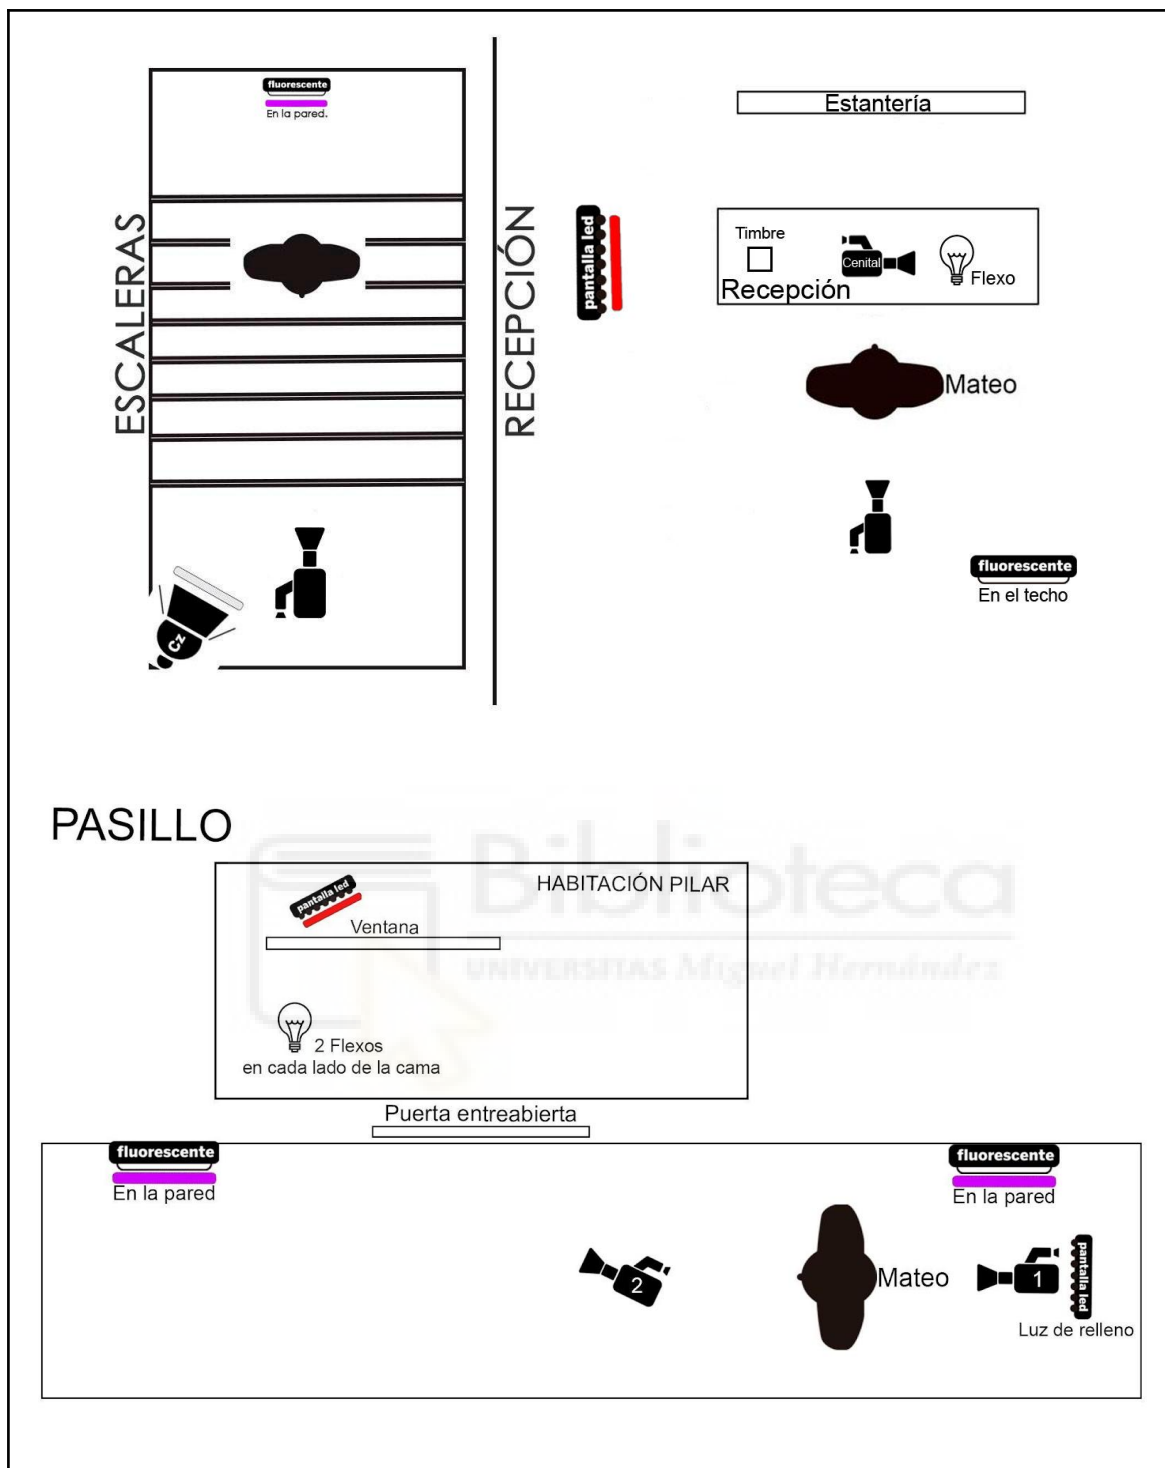 ESCALERAS
fluorescente
En la pared.
Cz
RECEPCIÓN
Estantería
pantalla led
Timbre
Cenital
Flexo
Recepción
Mateo
fluorescente
En el techo
PASILLO
Biblioteca
UNIVERSITAS Miguel Hernández
HABITACIÓN PILAR
pantalla led
Ventana
2 Flexos
en cada lado de la cama
Puerta entreabierta
fluorescente
En la pared
fluorescente
En la pared
2
Mateo
1
pantalla led
Luz de relleno